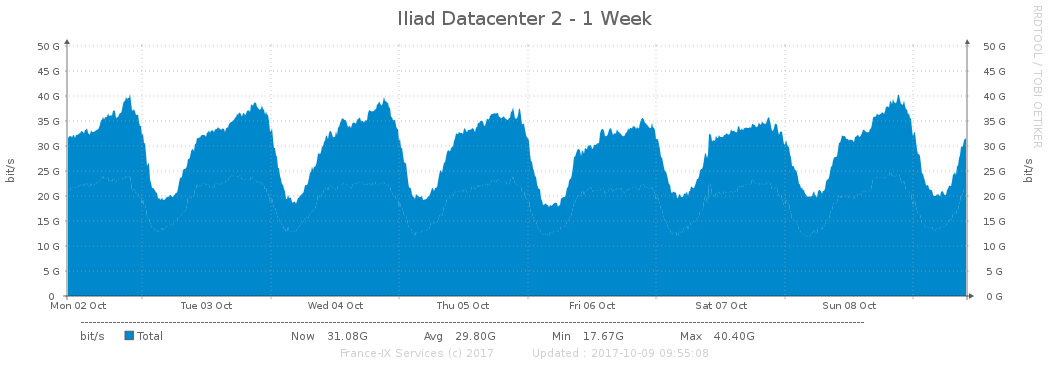 Iliad Datacenter 2 - 1 Week
RRDTOOL / TOBI OETIKER
50 G 50 G
45 G 45 G
40 G 40 G
35 G 35 G
30 G 30 G
25 G 25 G
20 G 20 G
15 G 15 G
10 G 10 G
5 G 5 G
0 0 G
bit/s bit/s
Mon 02 Oct Tue 03 Oct Wed 04 Oct Thu 05 Oct Fri 06 Oct Sat 07 Oct Sun 08 Oct
bit/s Total Now 31.08G Avg 29.80G Min 17.67G Max 40.40G
France-IX Services (c) 2017 Updated : 2017-10-09 09:55:08